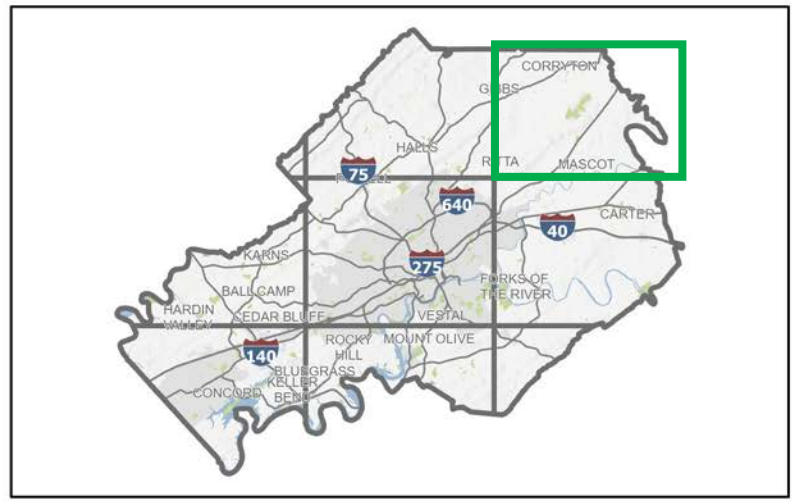 CORRYTON
GIBBS
HALLS
RITTA
MASCOT
75
POWELL
640
CARTER
40
KARNS
275
FORKS OF
THE RIVER
BALL CAMP
HARDIN
VALLEY
CEDAR BLUFF
VESTAL
ROCKY
HILL
MOUNT OLIVE
140
BLUEGRASS
KELLER
BEND
CONCORD